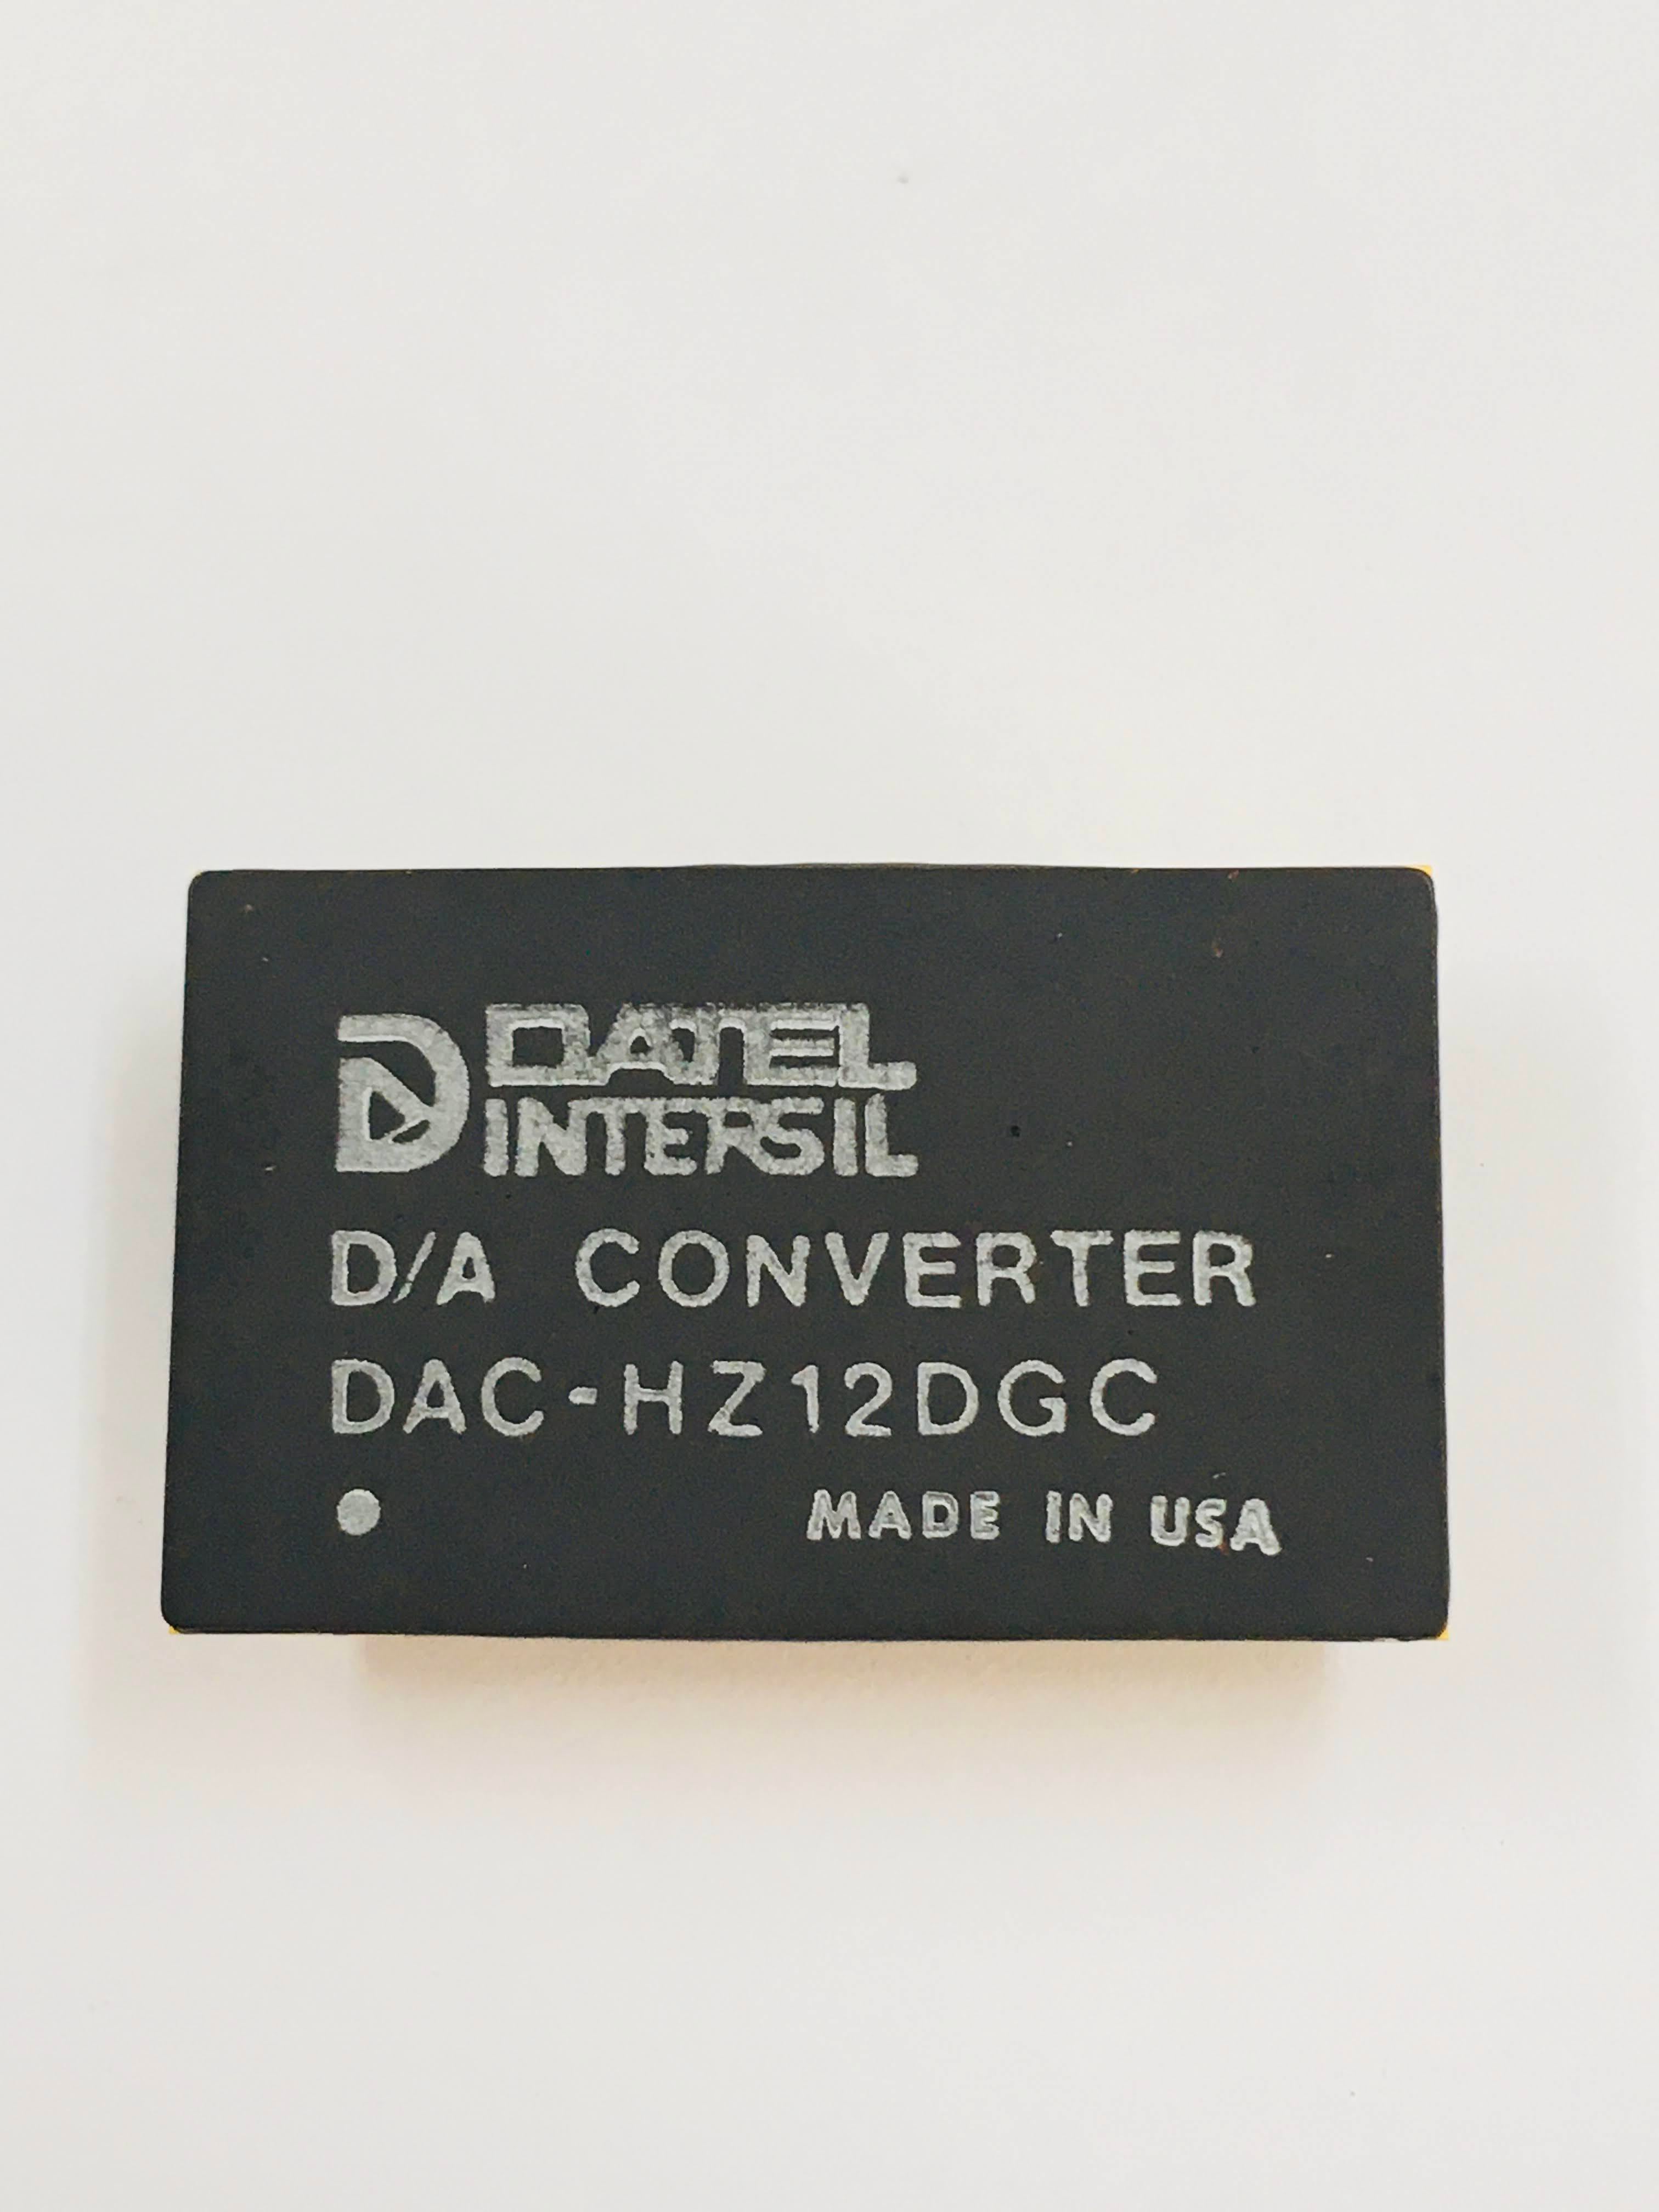 DATEL
INTERSIL
D/A CONVERTER
DAC-HZ12DGC
MADE IN USA